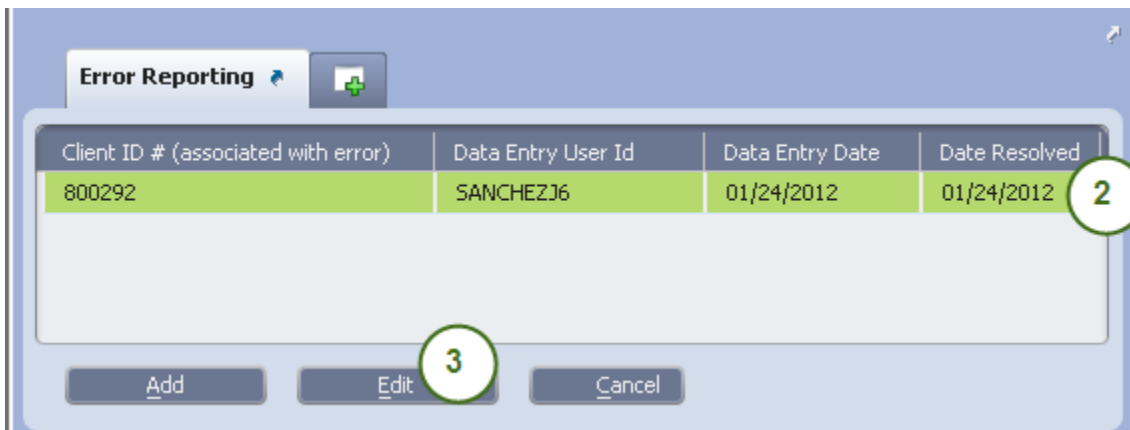 Error Reporting
Client ID # (associated with error) Data Entry User Id Data Entry Date Date Resolved
800292 SANCHEZJ6 01/24/2012 01/24/2012 2
3
Add Edit Cancel